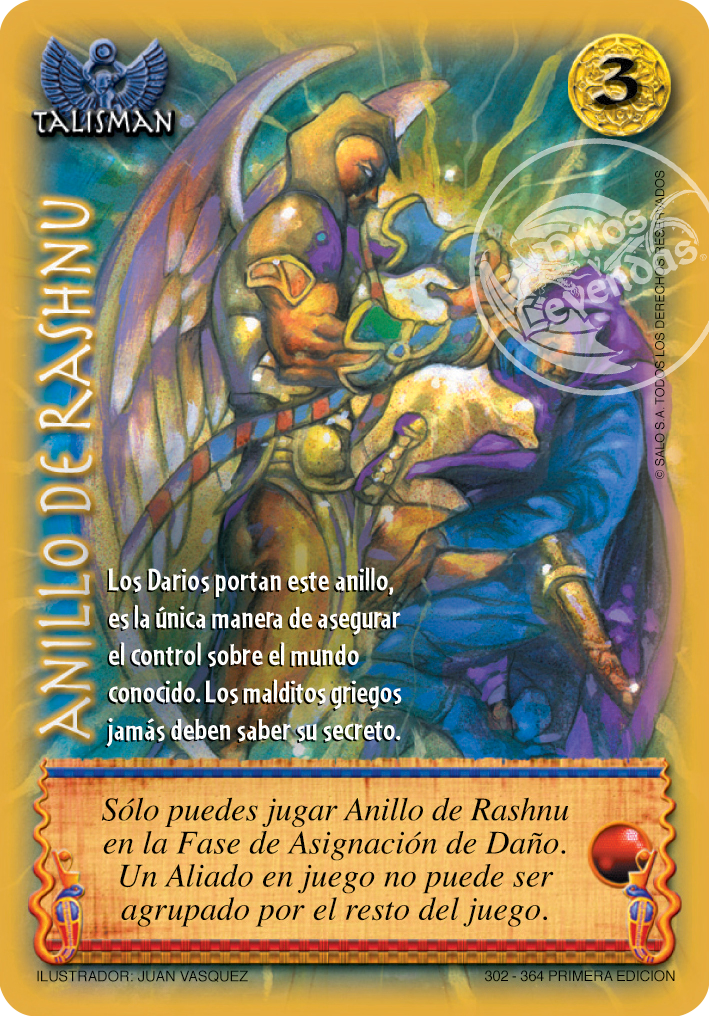 TALISMAN
3
ANILLO DE RASHNU
Mitos y
Leyendas®
© SALO S.A. TODOS LOS DERECHOS RESERVADOS
Los Darios portan este anillo,
es la única manera de asegurar
el control sobre el mundo
conocido. Los malditos griegos
jamás deben saber su secreto.
Sólo puedes jugar Anillo de Rashnu
en la Fase de Asignación de Daño.
Un Aliado en juego no puede ser
agrupado por el resto del juego.
ILUSTRADOR: JUAN VASQUEZ
302 - 364 PRIMERA EDICION